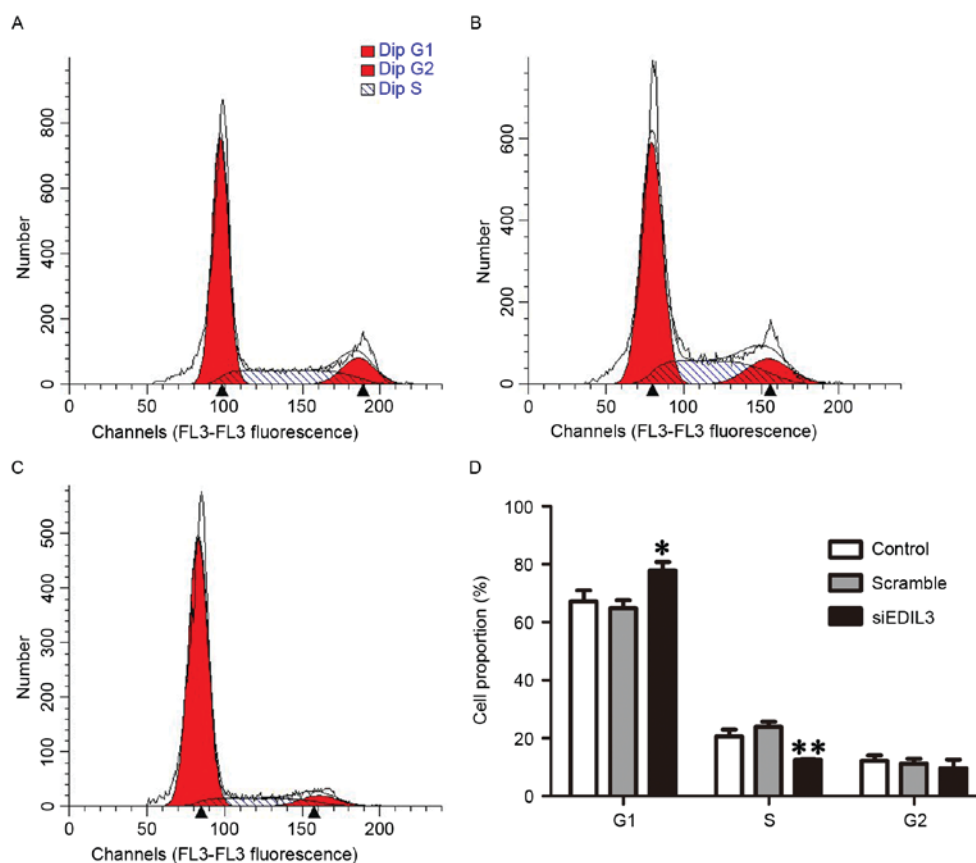 A
Dip G1
Dip G2
Dip S
Number
800
600
400
200
0
0 50 100 150 200
Channels (FL3-FL3 fluorescence)
B
Number
600
400
200
0
0 50 100 150 200
Channels (FL3-FL3 fluorescence)
C
Number
500
400
300
200
100
0
0 50 100 150 200
Channels (FL3-FL3 fluorescence)
D
Cell proportion (%)
100
80
60
40
20
0
*
**
Control
Scramble
siEDIL3
G1 S G2